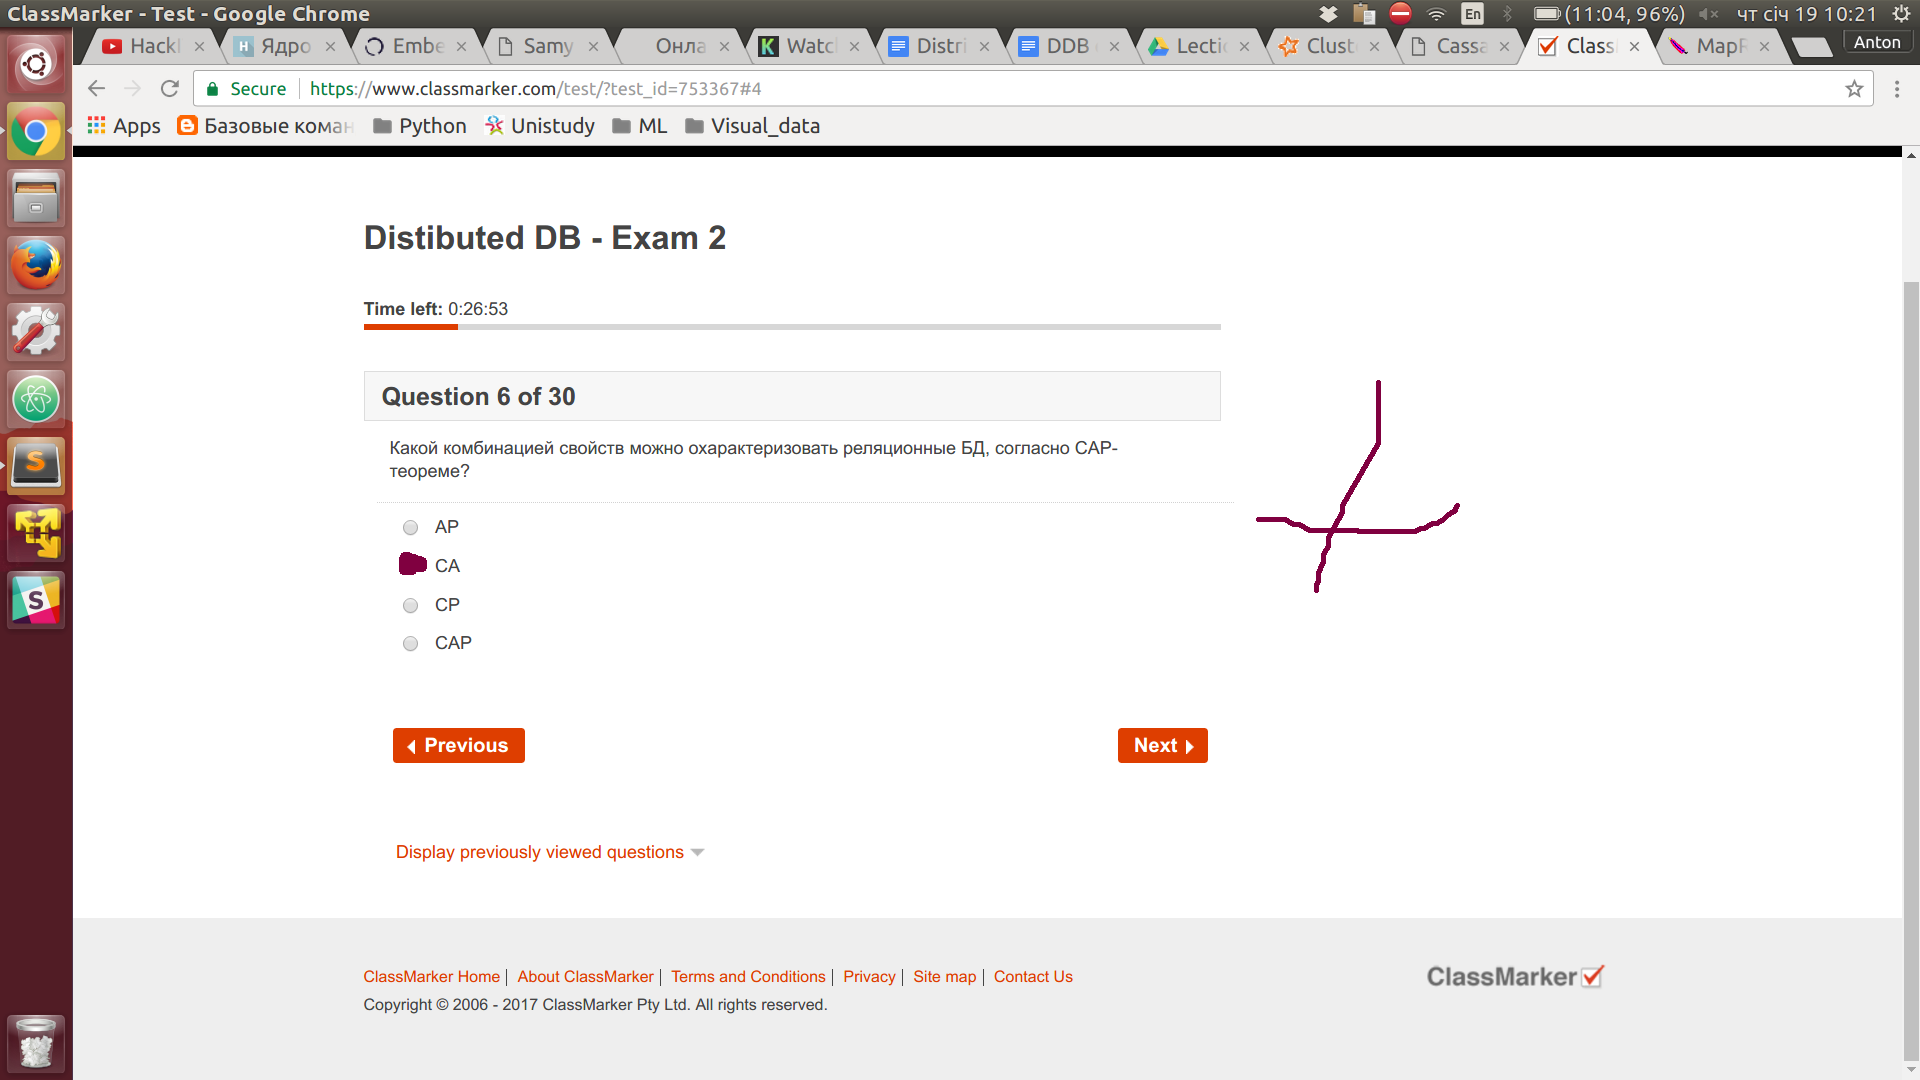 ClassMarker - Test - Google Chrome
En
(11:04, 96%)
чт січ 19 10:21
Hackl
Ядро
Embe
Samy
Онла
Watcl
Distri
DDB
Lectio
Clust
Cassa
Class
MapR
Anton
Secure
https://www.classmarker.com/test/?test_id=753367#4
Apps
Базовые коман
Python
Unistudy
ML
Visual_data
Distibuted DB - Exam 2
Time left: 0:26:53
Question 6 of 30
Какой комбинацией свойств можно охарактеризовать реляционные БД, согласно CAP-
теореме?
AP
CA
CP
CAP
Previous
Next
Display previously viewed questions
ClassMarker Home | About ClassMarker | Terms and Conditions | Privacy | Site map | Contact Us
Copyright © 2006 - 2017 ClassMarker Pty Ltd. All rights reserved.
ClassMarker